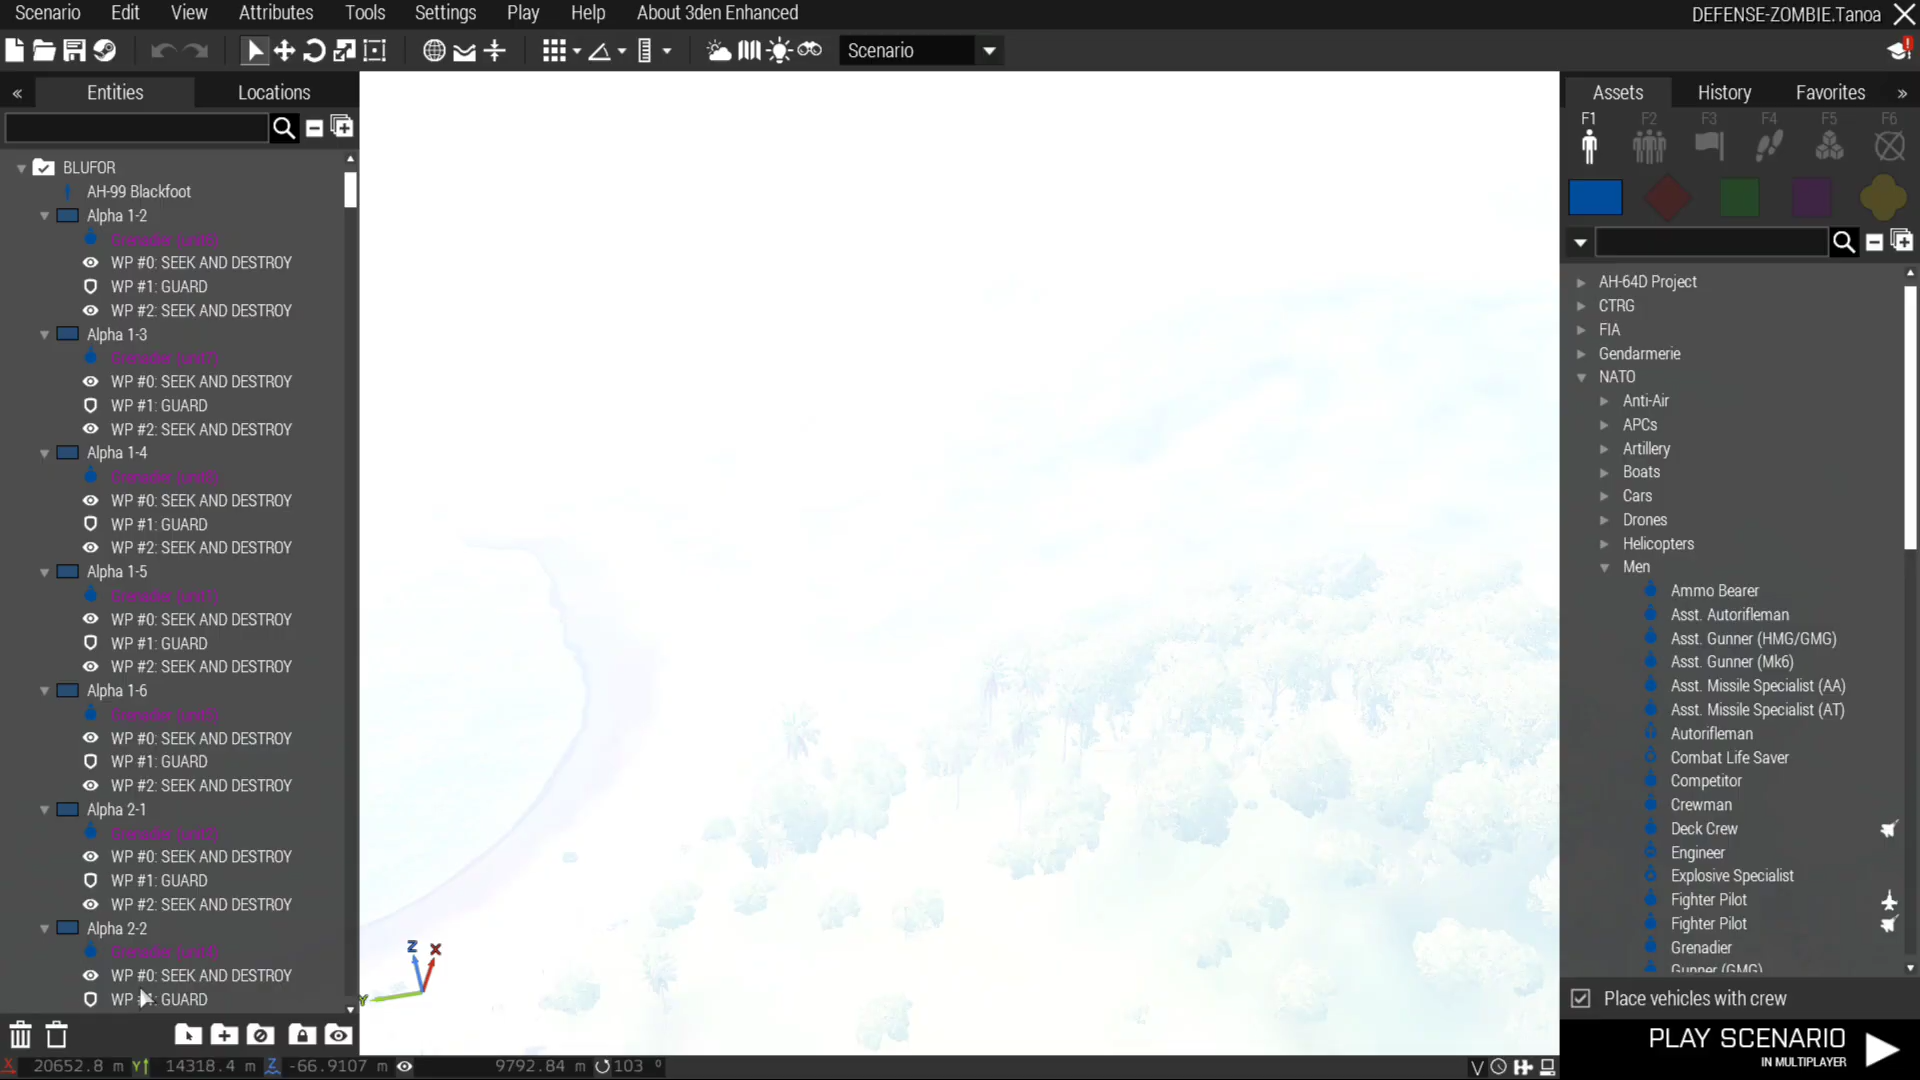 Scenario Edit View Attributes Tools Settings Play Help About 3den Enhanced DEFENSE-ZOMBIE.Tanoa
Scenario
Entities Locations
BLUFOR
AH-99 Blackfoot
Alpha 1-2
WP #0: SEEK AND DESTROY
WP #1: GUARD
WP #2: SEEK AND DESTROY
Alpha 1-3
WP #0: SEEK AND DESTROY
WP #1: GUARD
WP #2: SEEK AND DESTROY
Alpha 1-4
WP #0: SEEK AND DESTROY
WP #1: GUARD
WP #2: SEEK AND DESTROY
Alpha 1-5
WP #0: SEEK AND DESTROY
WP #1: GUARD
WP #2: SEEK AND DESTROY
Alpha 1-6
WP #0: SEEK AND DESTROY
WP #1: GUARD
WP #2: SEEK AND DESTROY
Alpha 2-1
WP #0: SEEK AND DESTROY
WP #1: GUARD
WP #2: SEEK AND DESTROY
Alpha 2-2
WP #0: SEEK AND DESTROY
WP GUARD
Z X
Y
X 20652.8 m Y 14318.4 m Z -66.9107 m 9792.84 m 103 °
V
Assets History Favorites
F1 F2 F3 F4 F5 F6
AH-64D Project
CTRG
FIA
Gendarmerie
NATO
Anti-Air
APCs
Artillery
Boats
Cars
Drones
Helicopters
Men
Ammo Bearer
Asst. Autorifleman
Asst. Gunner (HMG/GMG)
Asst. Gunner (Mk6)
Asst. Missile Specialist (AA)
Asst. Missile Specialist (AT)
Autorifleman
Combat Life Saver
Competitor
Crewman
Deck Crew
Engineer
Explosive Specialist
Fighter Pilot
Fighter Pilot
Grenadier
Gunner (GMG)
Place vehicles with crew
PLAY SCENARIO
IN MULTIPLAYER